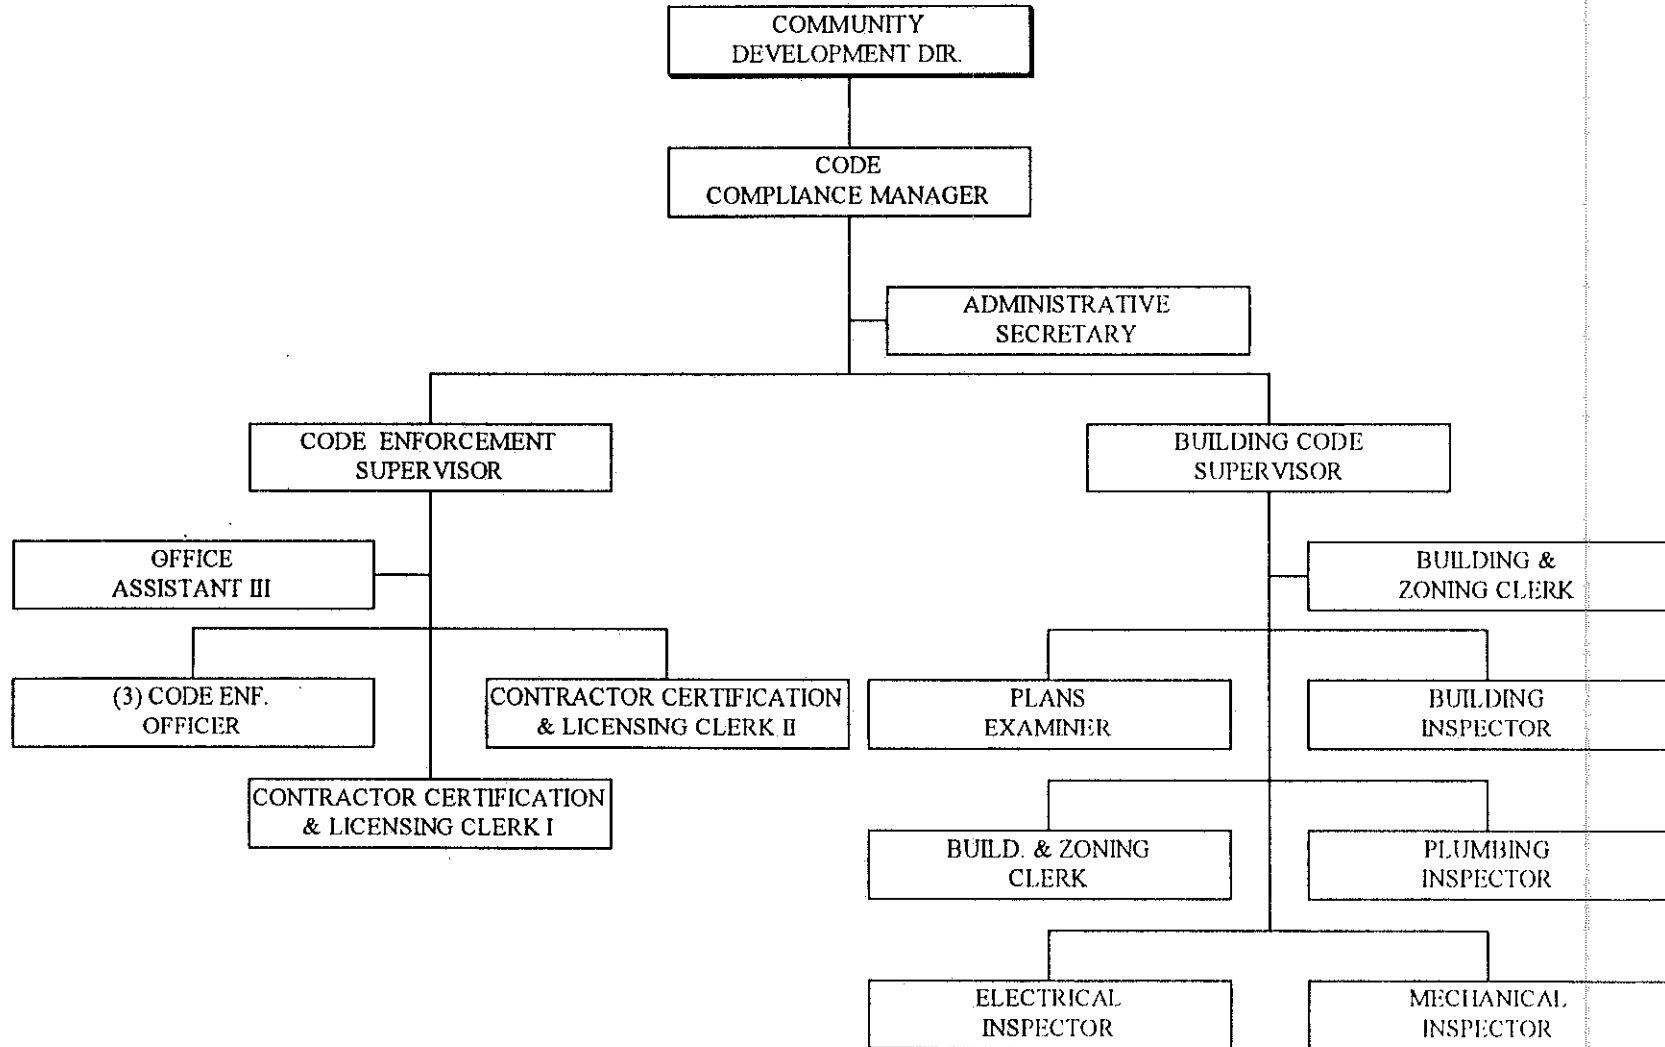 COMMUNITY
DEVELOPMENT DIR.
CODE
COMPLIANCE MANAGER
ADMINISTRATIVE
SECRETARY
CODE ENFORCEMENT
SUPERVISOR
BUILDING CODE
SUPERVISOR
OFFICE
ASSISTANT III
BUILDING &
ZONING CLERK
(3) CODE ENF.
OFFICER
CONTRACTOR CERTIFICATION
& LICENSING CLERK II
PLANS
EXAMINER
BUILDING
INSPECTOR
CONTRACTOR CERTIFICATION
& LICENSING CLERK I
BUILD. & ZONING
CLERK
PLUMBING
INSPECTOR
ELECTRICAL
INSPECTOR
MECHANICAL
INSPECTOR